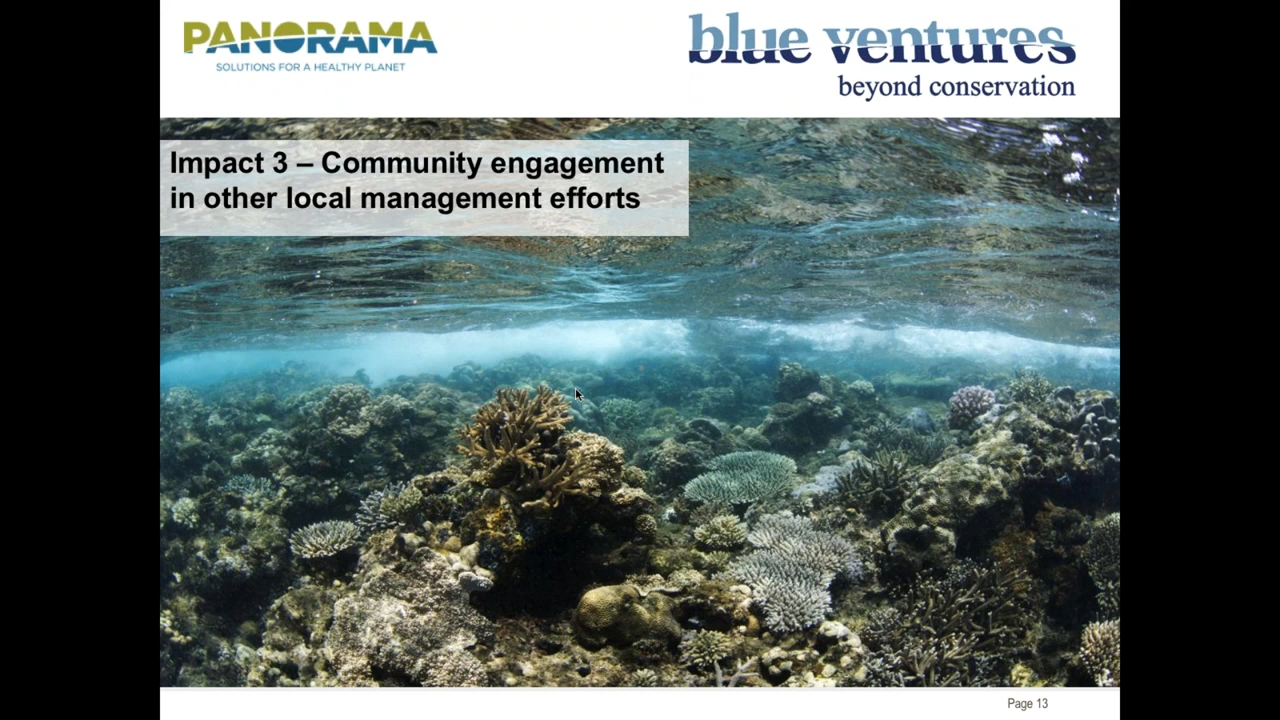 PANORAMA
SOLUTIONS FOR A HEALTHY PLANET
blue ventures
beyond conservation
Impact 3 – Community engagement
in other local management efforts
Page 13